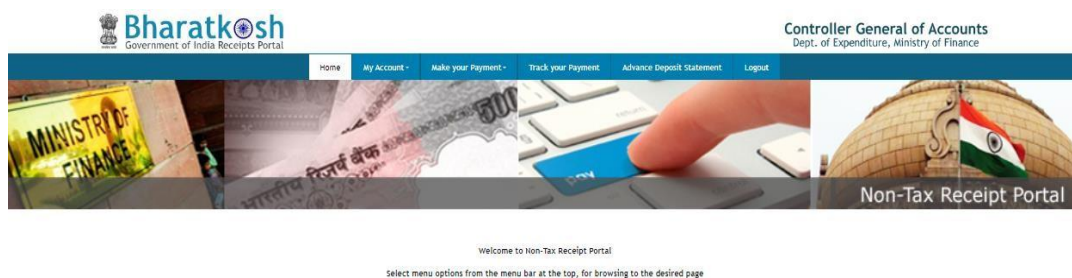 Bharatkosh
Government of India Receipts Portal
Controller General of Accounts
Dept. of Expenditure, Ministry of Finance
Home My Account Make your Payment Track your Payment Advance Deposit Statement Logout
MINISTRY OF
FINANCE
500
भारतीय रिज़र्व बैंक
return
pay
Non-Tax Receipt Portal
Welcome to Non-Tax Receipt Portal
Select menu options from the menu bar at the top, for browsing to the desired page